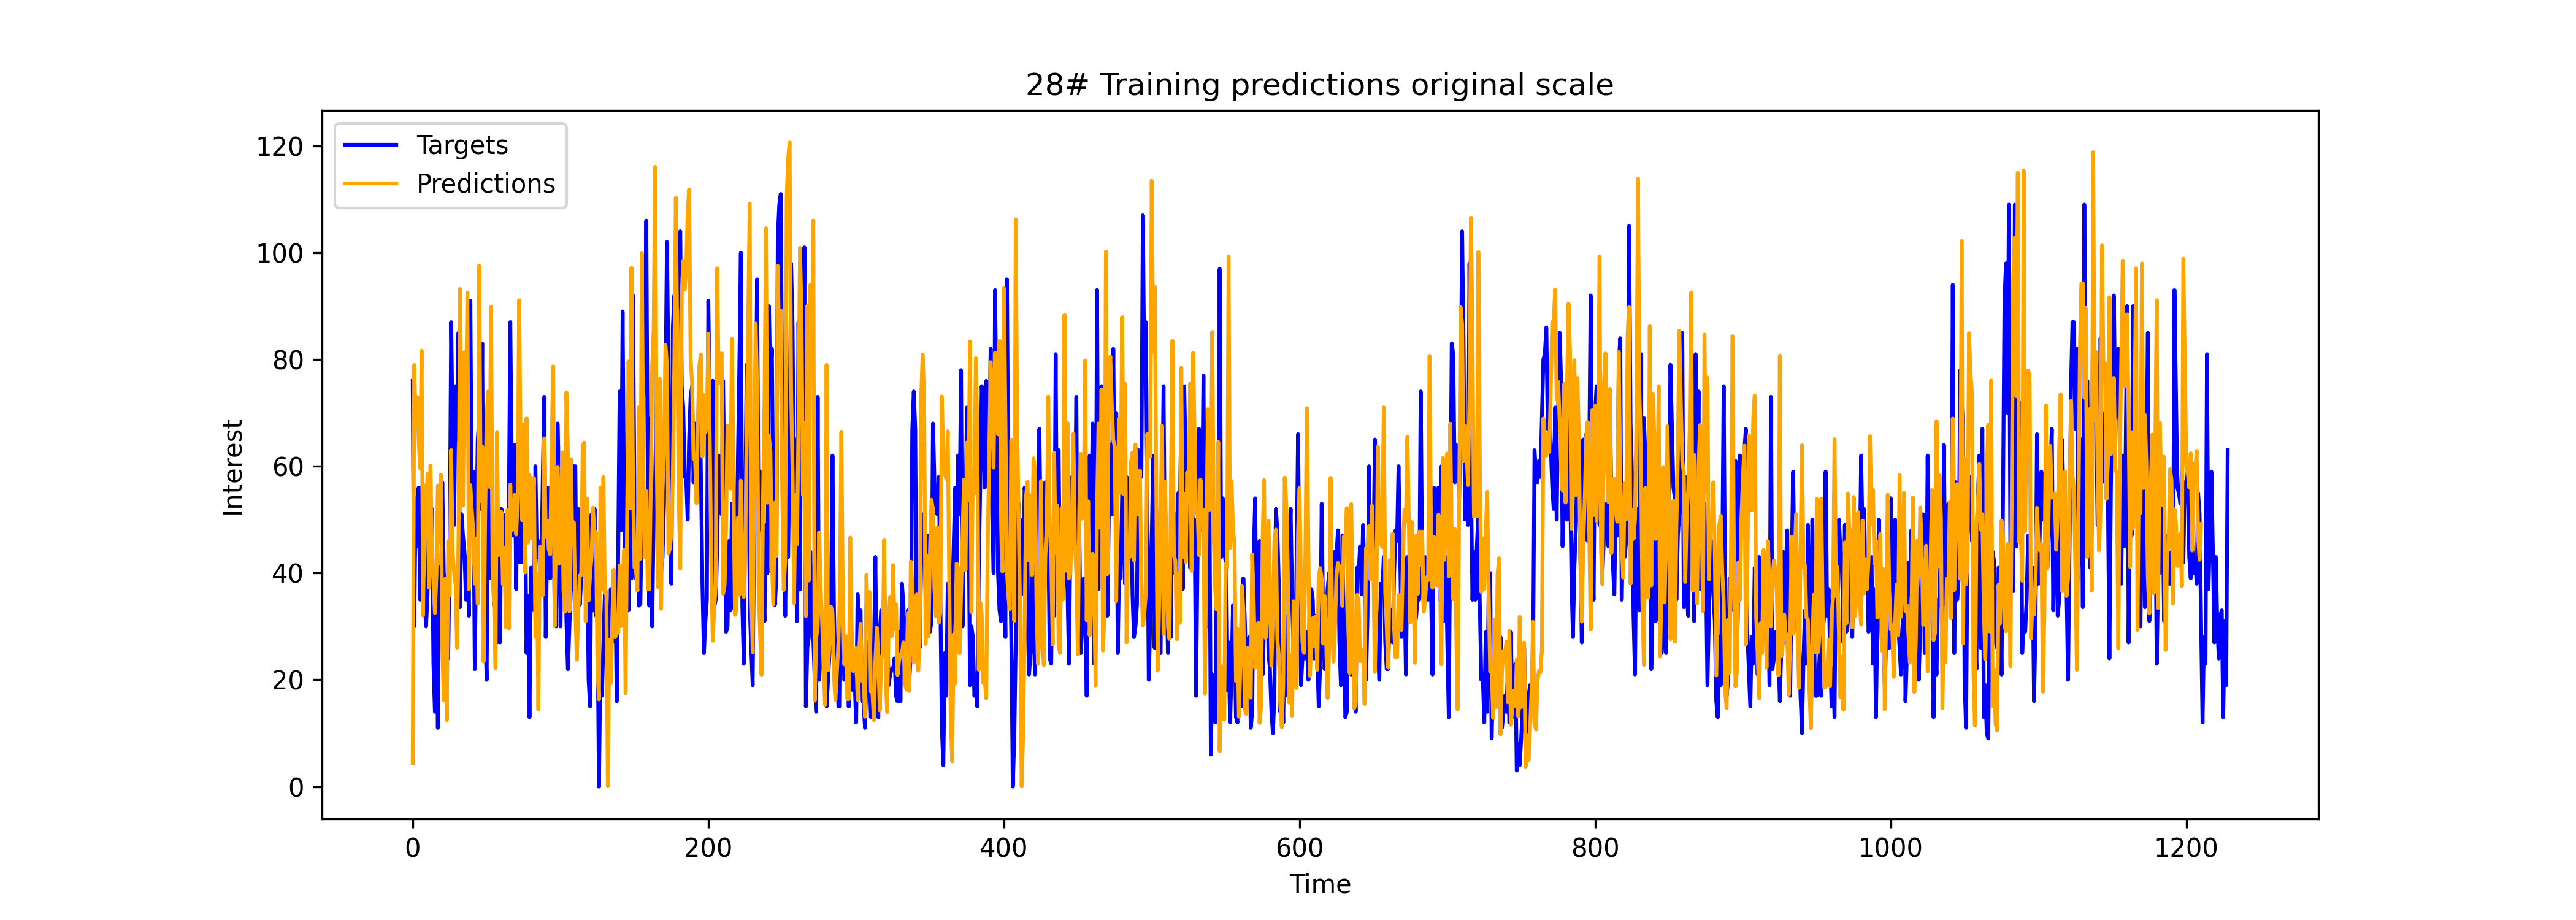 28# Training predictions original scale
Targets
Predictions
120
100
80
60
40
20
0
Interest
0 200 400 600 800 1000 1200
Time